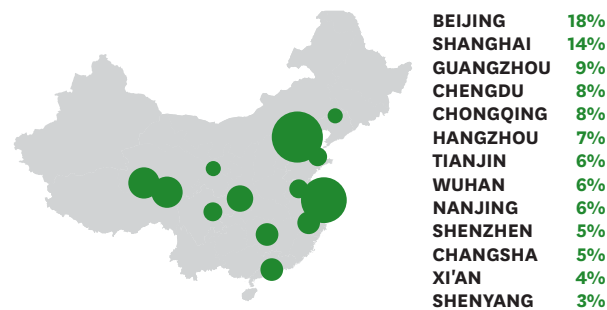 BEIJING 18%
SHANGHAI 14%
GUANGZHOU 9%
CHENGDU 8%
CHONGQING 8%
HANGZHOU 7%
TIANJIN 6%
WUHAN 6%
NANJING 6%
SHENZHEN 5%
CHANGSHA 5%
XI'AN 4%
SHENYANG 3%